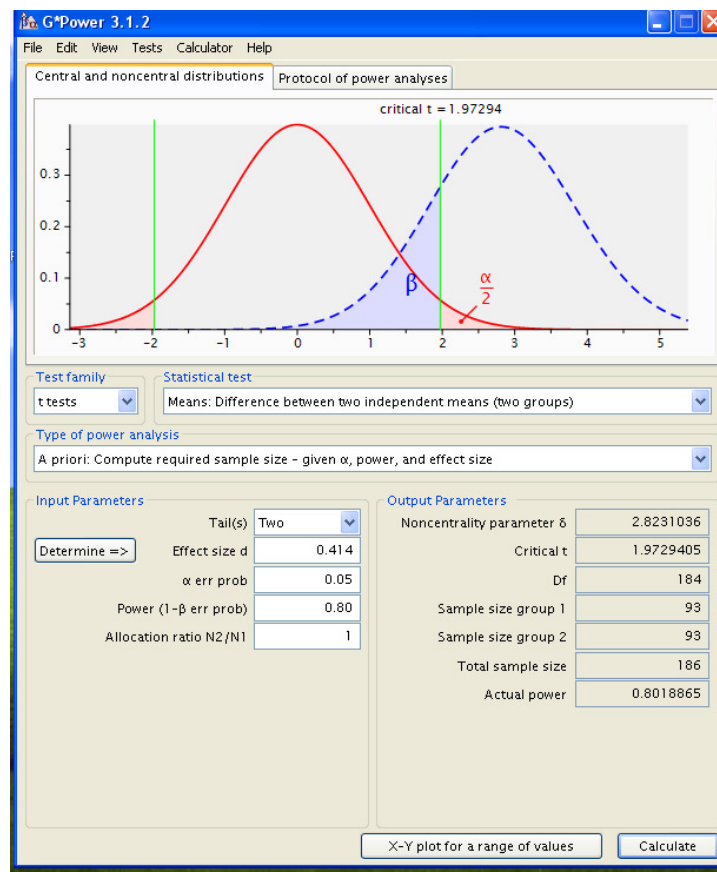 G*Power 3.1.2
File Edit View Tests Calculator Help
Central and noncentral distributions Protocol of power analyses
critical t = 1.97294
0.3
0.2
0.1
0
β
α
2
-3 -2 -1 0 1 2 3 4 5
Test family Statistical test
t tests Means: Difference between two independent means (two groups)
Type of power analysis
A priori: Compute required sample size – given α, power, and effect size
Input Parameters Output Parameters
Tail(s) Two Noncentrality parameter δ 2.8231036
Determine => Effect size d 0.414 Critical t 1.9729405
α err prob 0.05 Df 184
Power (1-β err prob) 0.80 Sample size group 1 93
Allocation ratio N2/N1 1 Sample size group 2 93
Total sample size 186
Actual power 0.8018865
X-Y plot for a range of values Calculate